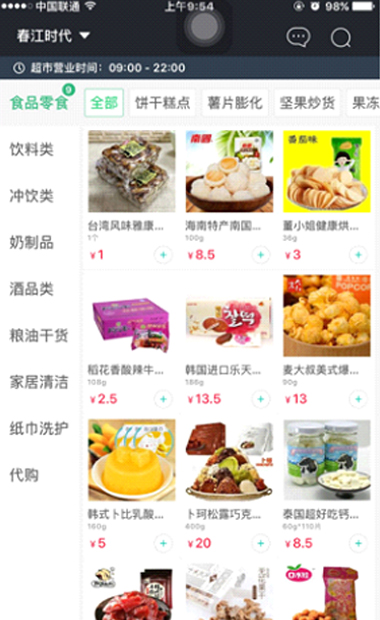 中国联通
上午9:54
98%
春江时代
超市营业时间：09:00 - 22:00
食品零食
9
全部
饼干糕点
薯片膨化
坚果炒货
果冻
饮料类
冲饮类
奶制品
酒品类
粮油干货
家居清洁
纸巾洗护
代购
台湾风味雅康...
1个
¥1
海南特产南国...
100g
¥8.5
番茄味
董小姐健康烘...
36g
¥3
稻花香酸辣牛...
108g
¥2.5
韩国进口乐天...
186g
¥13.5
POPCO
麦大叔美式爆...
¥13
韩式卜比乳酸...
160g
¥5
卜珂松露巧克...
400g
¥20
泰国超好吃钙...
60g*110片
¥8.5
口水娃